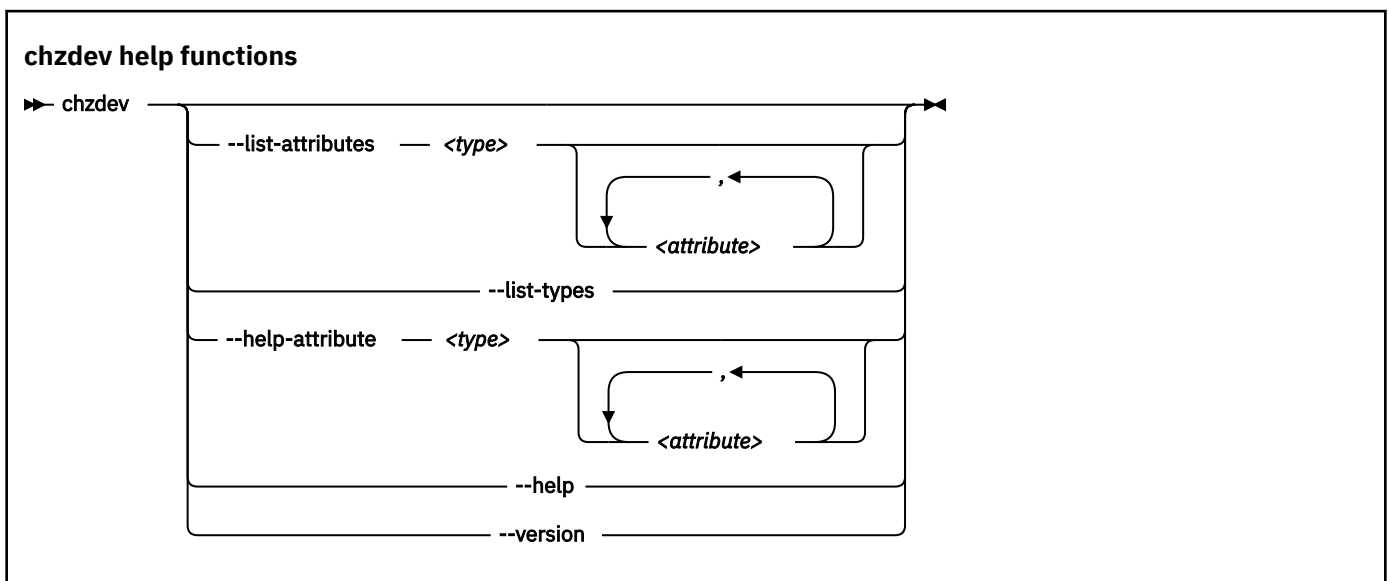 chzdev help functions
chzdev
--list-attributes <type>
,
<attribute>
--list-types
--help-attribute <type>
,
<attribute>
--help
--version